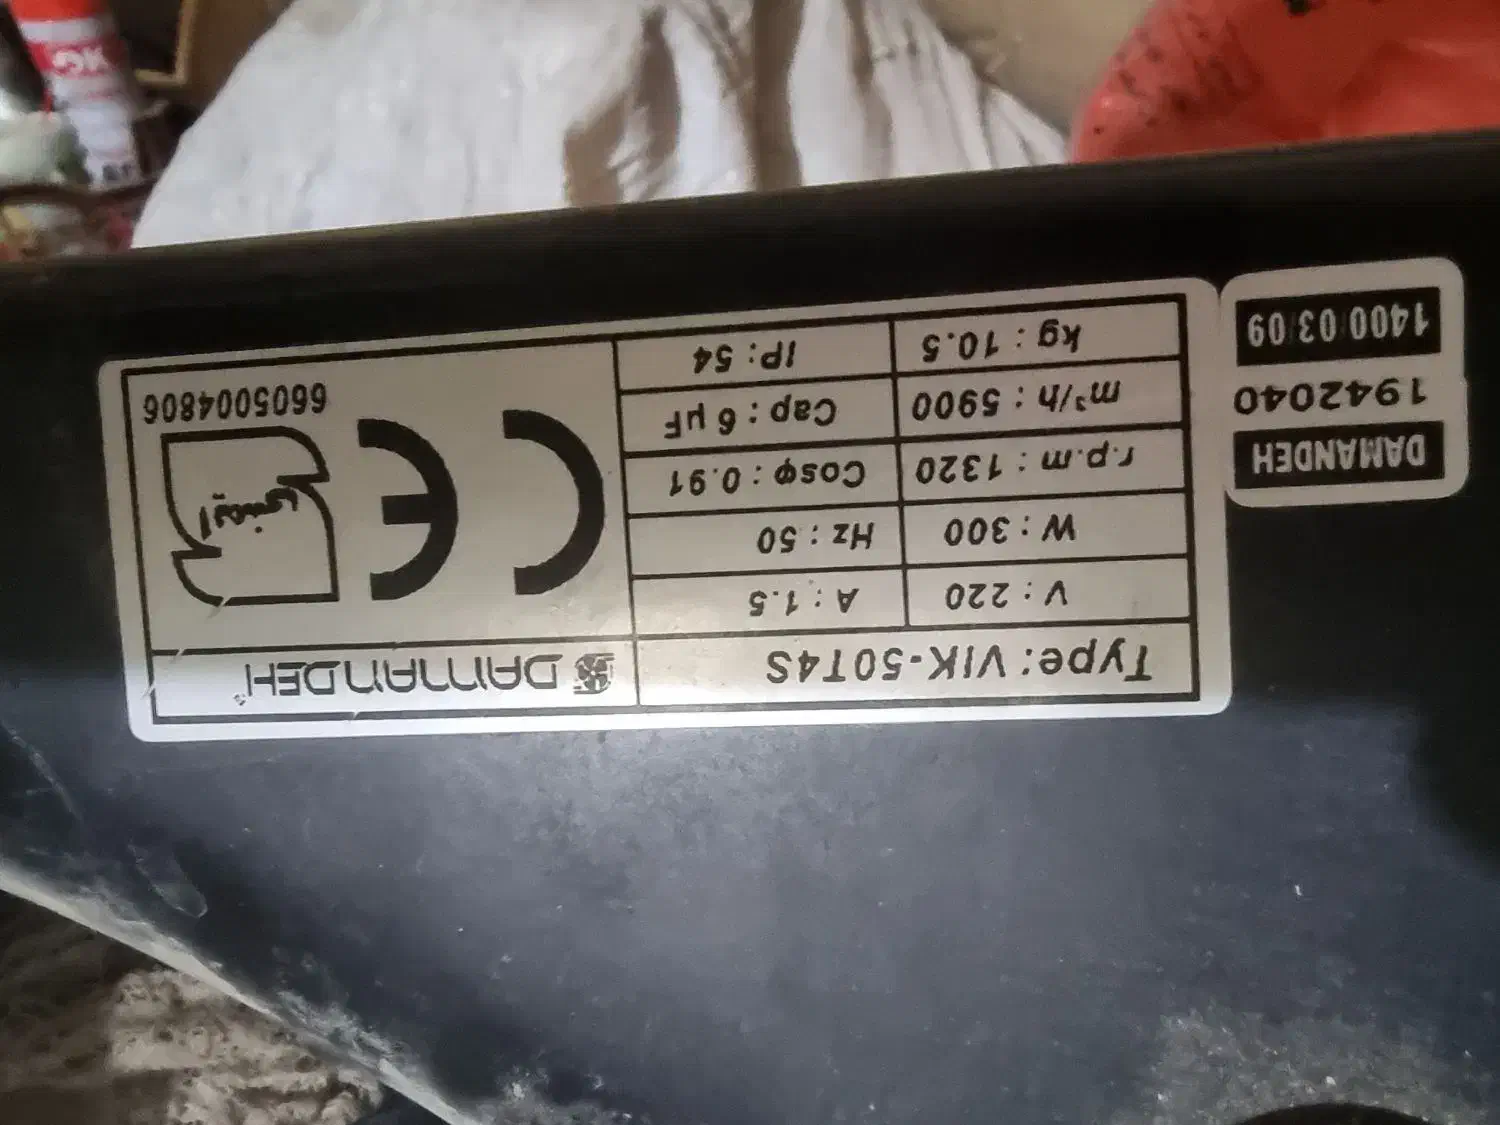 Type: VIK-50T4S
DAMANDEH
V : 220
A : 1.5
W : 300
Hz : 50
r.p.m : 1320
Cosφ : 0.91
m³/h : 5900
Cap : 6 µF
kg : 10.5
IP : 54
6605004806
DAMANDEH
1942040
1400 03 09